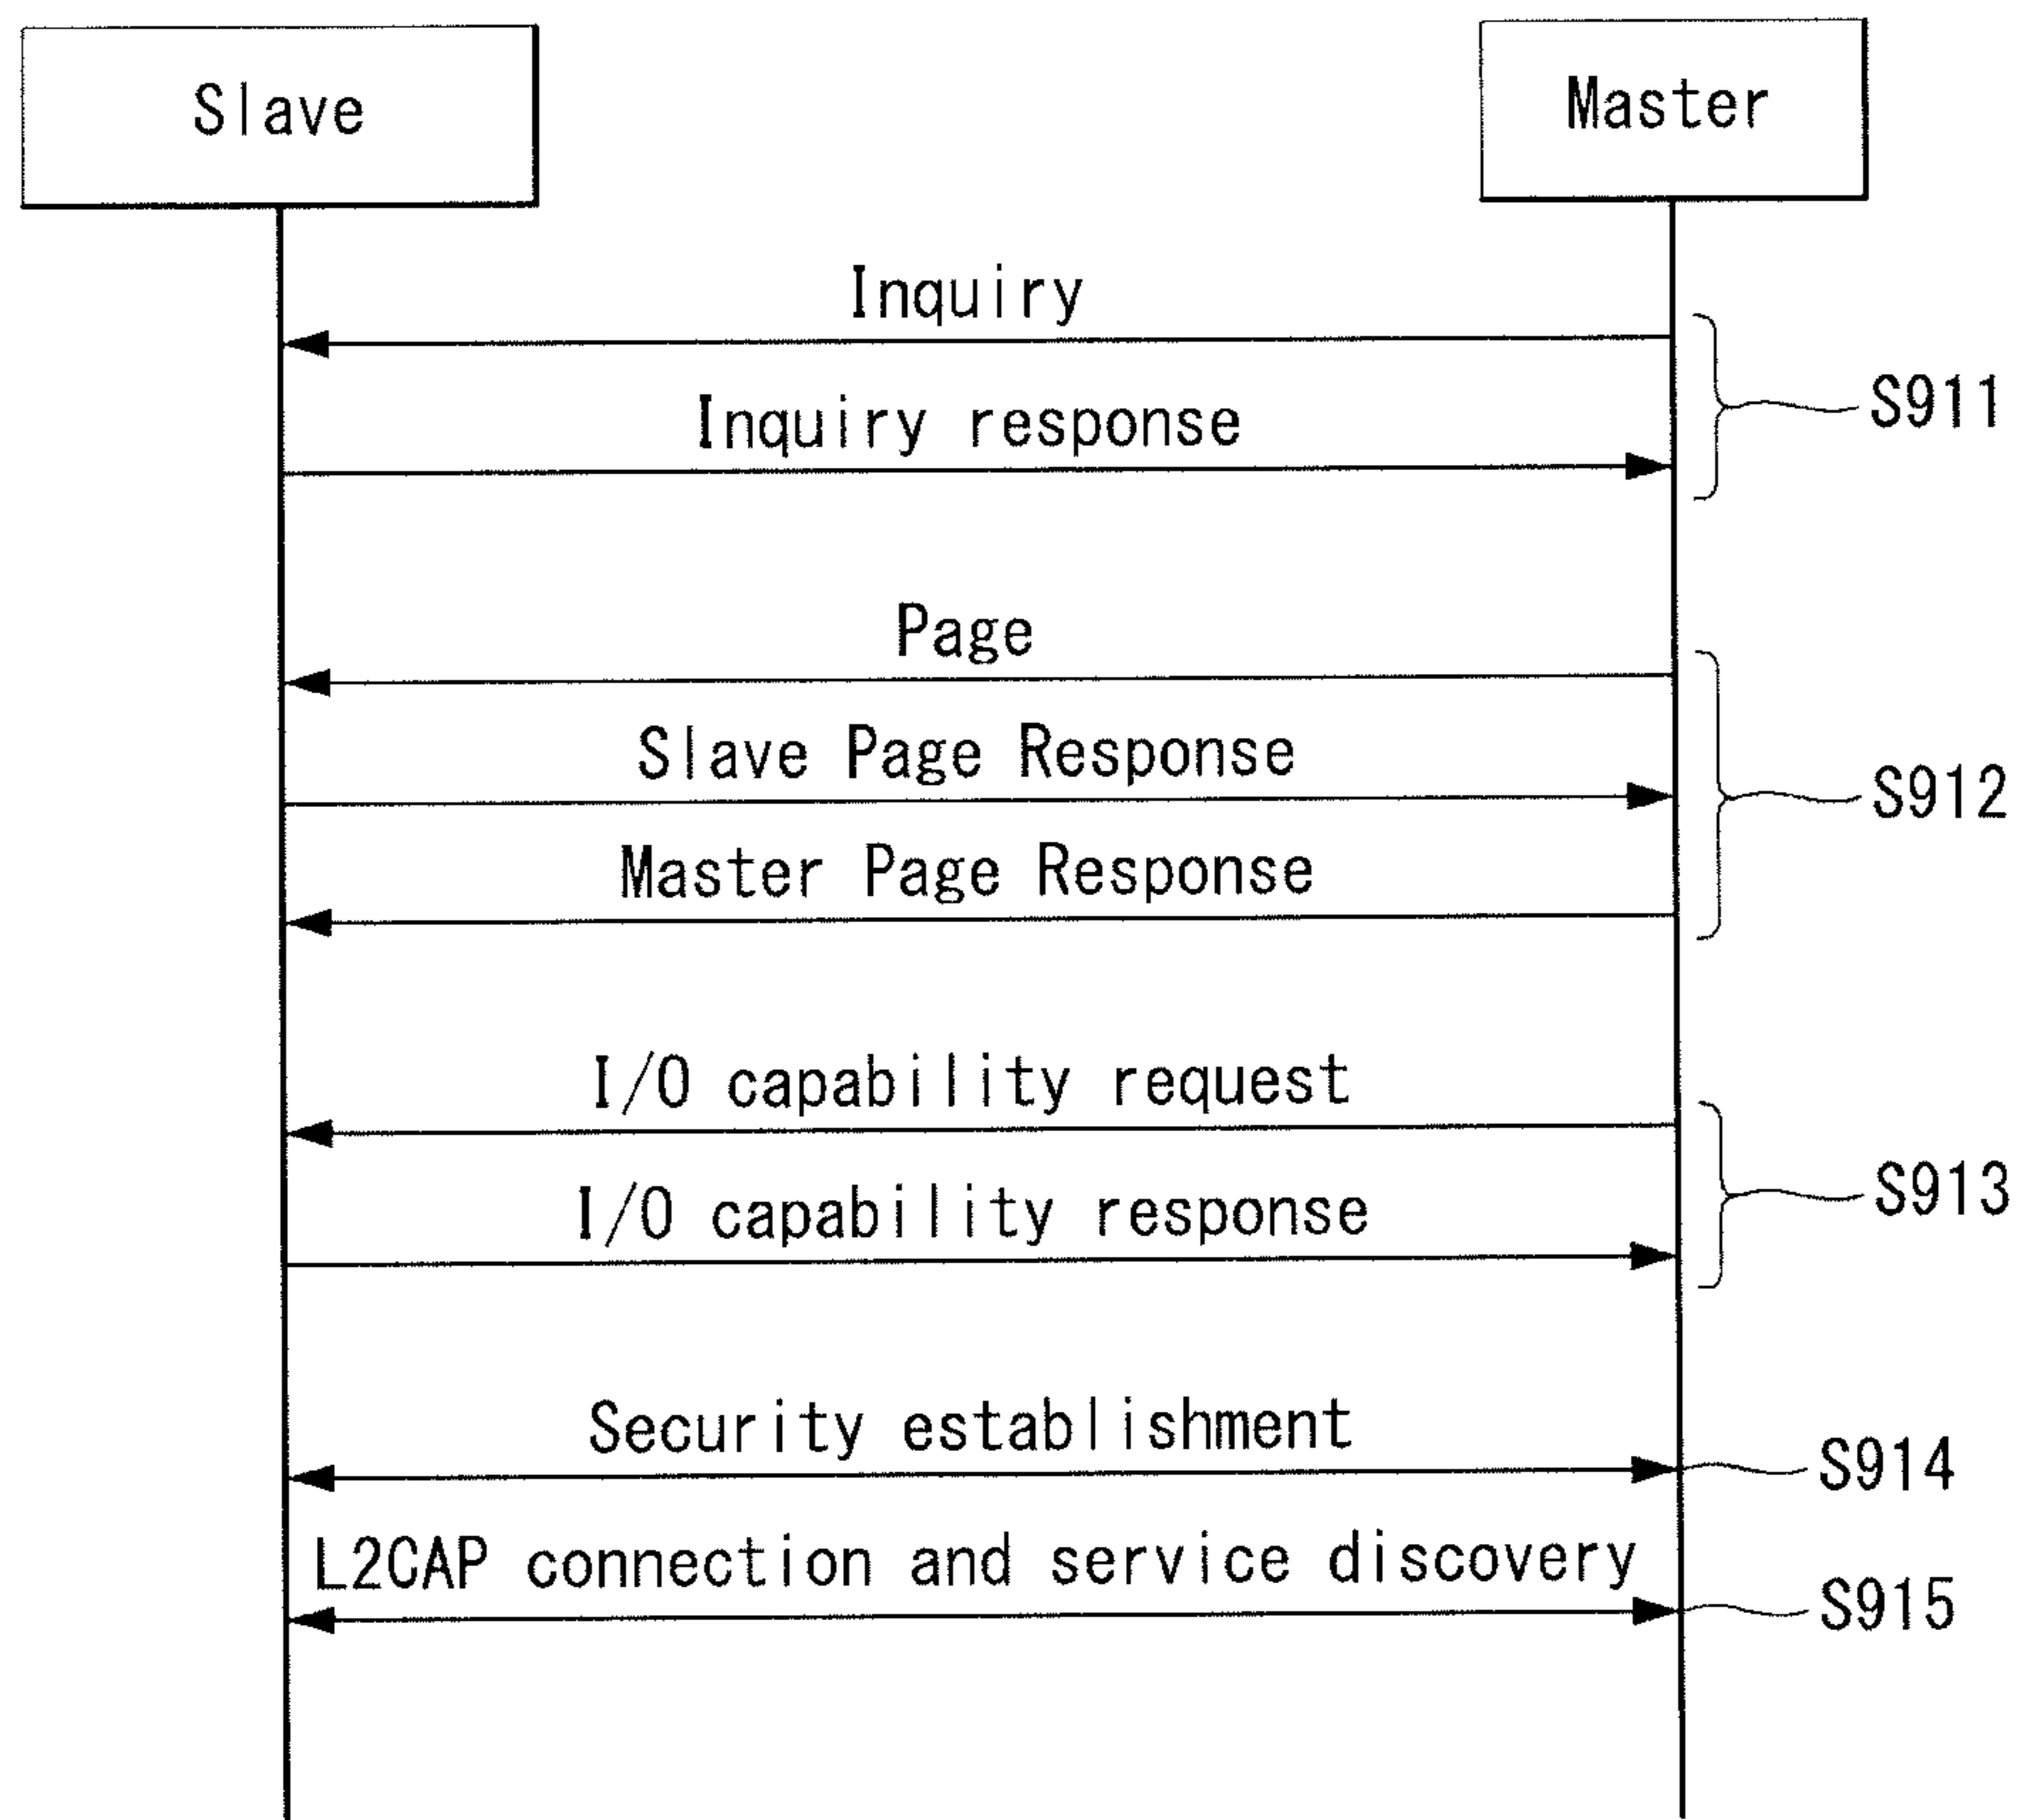 Slave
Master
Inquiry
Inquiry response
S911
Page
Slave Page Response
S912
Master Page Response
I/O capability request
S913
I/O capability response
Security establishment
S914
L2CAP connection and service discovery
S915